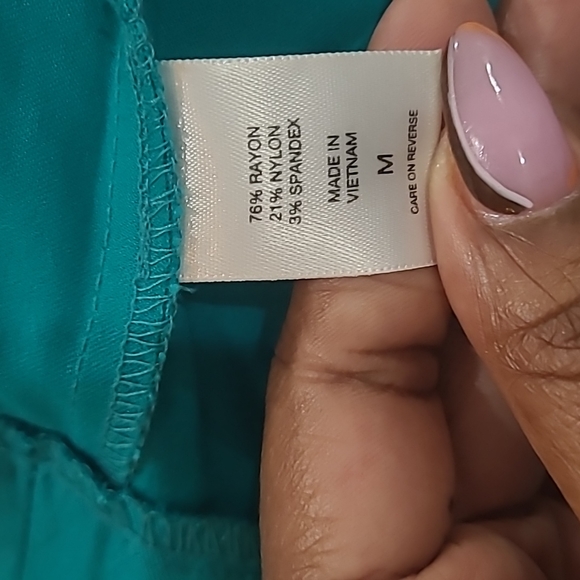 76% RAYON
21% NYLON
3% SPANDEX
MADE IN
VIETNAM
M
CARE ON REVERSE